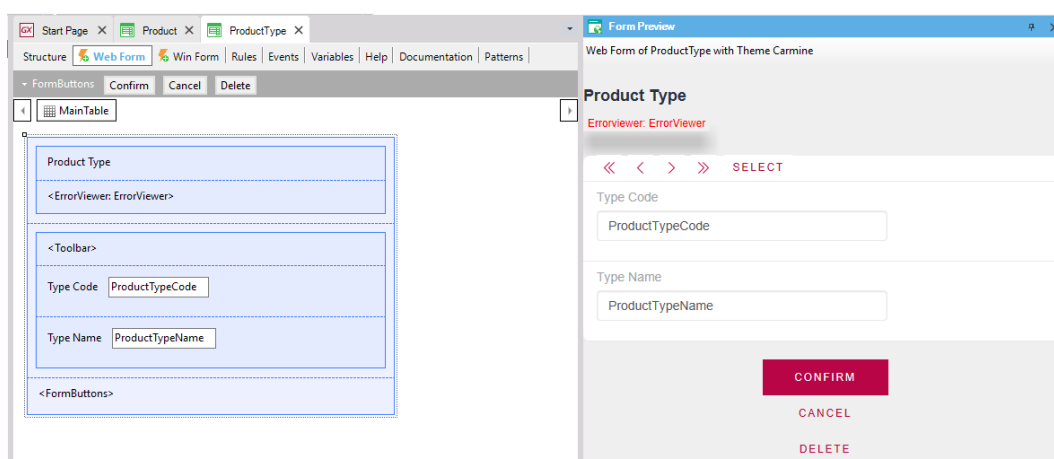 GX Start Page X Product X ProductType X
Structure Web Form Win Form Rules Events Variables Help Documentation Patterns
FormButtons Confirm Cancel Delete
MainTable
Product Type
<ErrorViewer: ErrorViewer>
<Toolbar>
Type Code ProductTypeCode
Type Name ProductTypeName
<FormButtons>
Form Preview
Web Form of ProductType with Theme Carmine
Product Type
Errorviewer: ErrorViewer
SELECT
Type Code
ProductTypeCode
Type Name
ProductTypeName
CONFIRM
CANCEL
DELETE